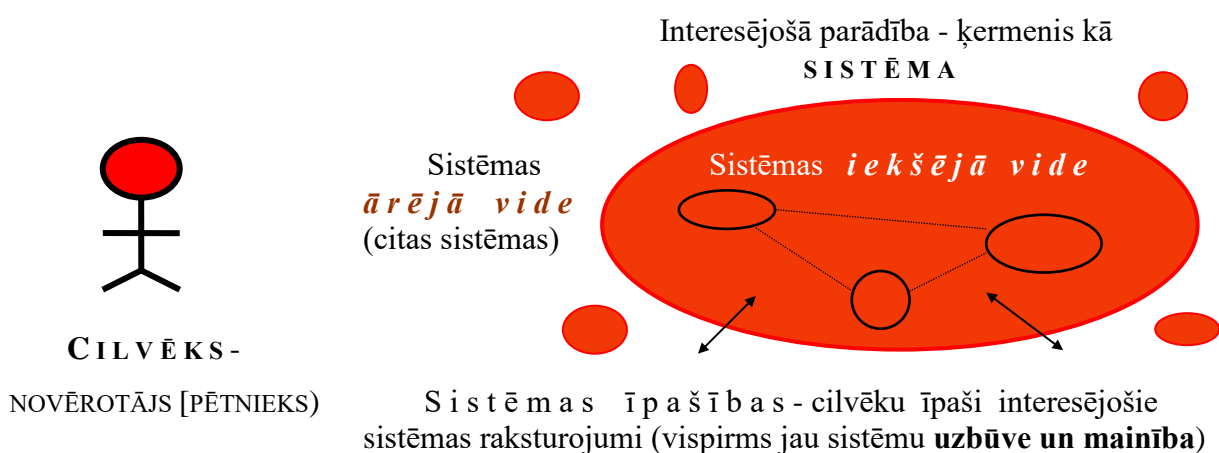 Interesējošā parādība - ķermenis kā
SISTĒMA
Sistēmas
ārējā vide
(citas sistēmas)
Sistēmas iekšējā vide
CILVĒKS-
NOVĒROTĀJS [PĒTNIEKS)
Sistēmas īpašības- cilvēku īpaši interesējošie
sistēmas raksturojumi (vispirms jau sistēmu uzbūve un mainība)